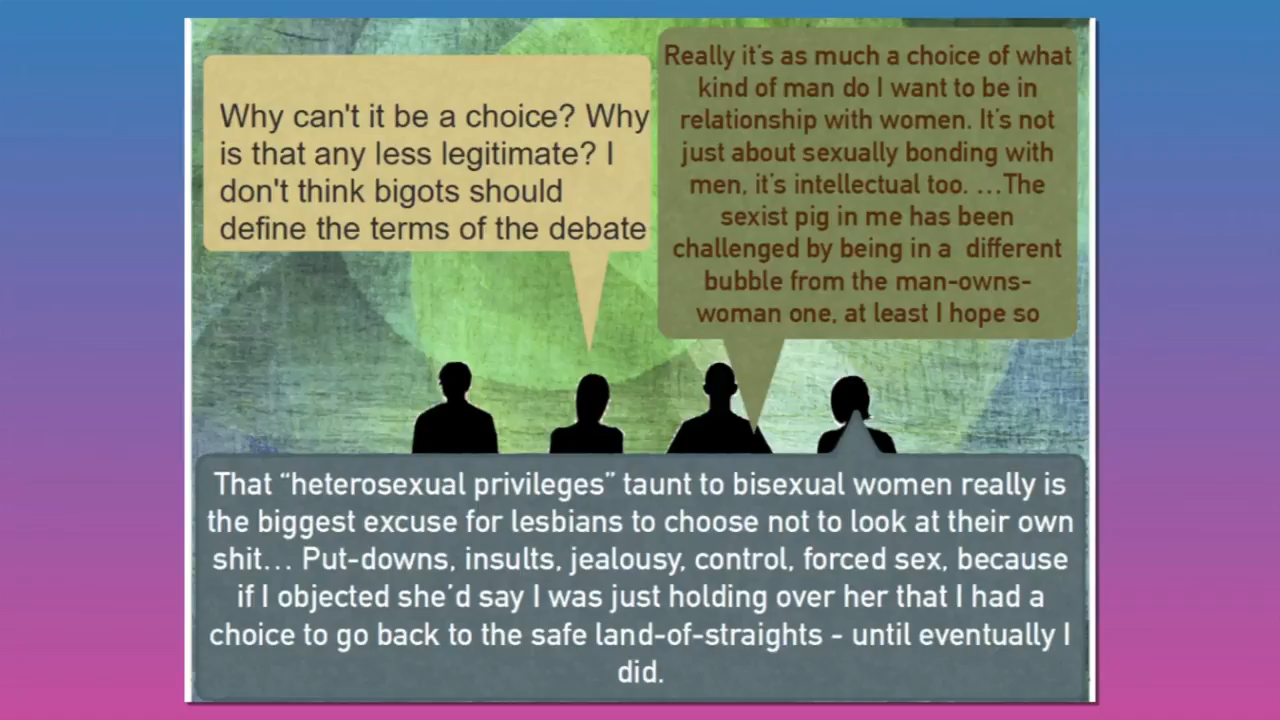 Why can't it be a choice? Why
is that any less legitimate? I
don't think bigots should
define the terms of the debate
Really it's as much a choice of what
kind of man do I want to be in
relationship with women. It's not
just about sexually bonding with
men, it's intellectual too. ...The
sexist pig in me has been
challenged by being in a different
bubble from the man-owns-
woman one, at least I hope so
That “heterosexual privileges” taunt to bisexual women really is
the biggest excuse for lesbians to choose not to look at their own
shit... Put-downs, insults, jealousy, control, forced sex, because
if I objected she'd say I was just holding over her that I had a
choice to go back to the safe land-of-straights - until eventually I
did.